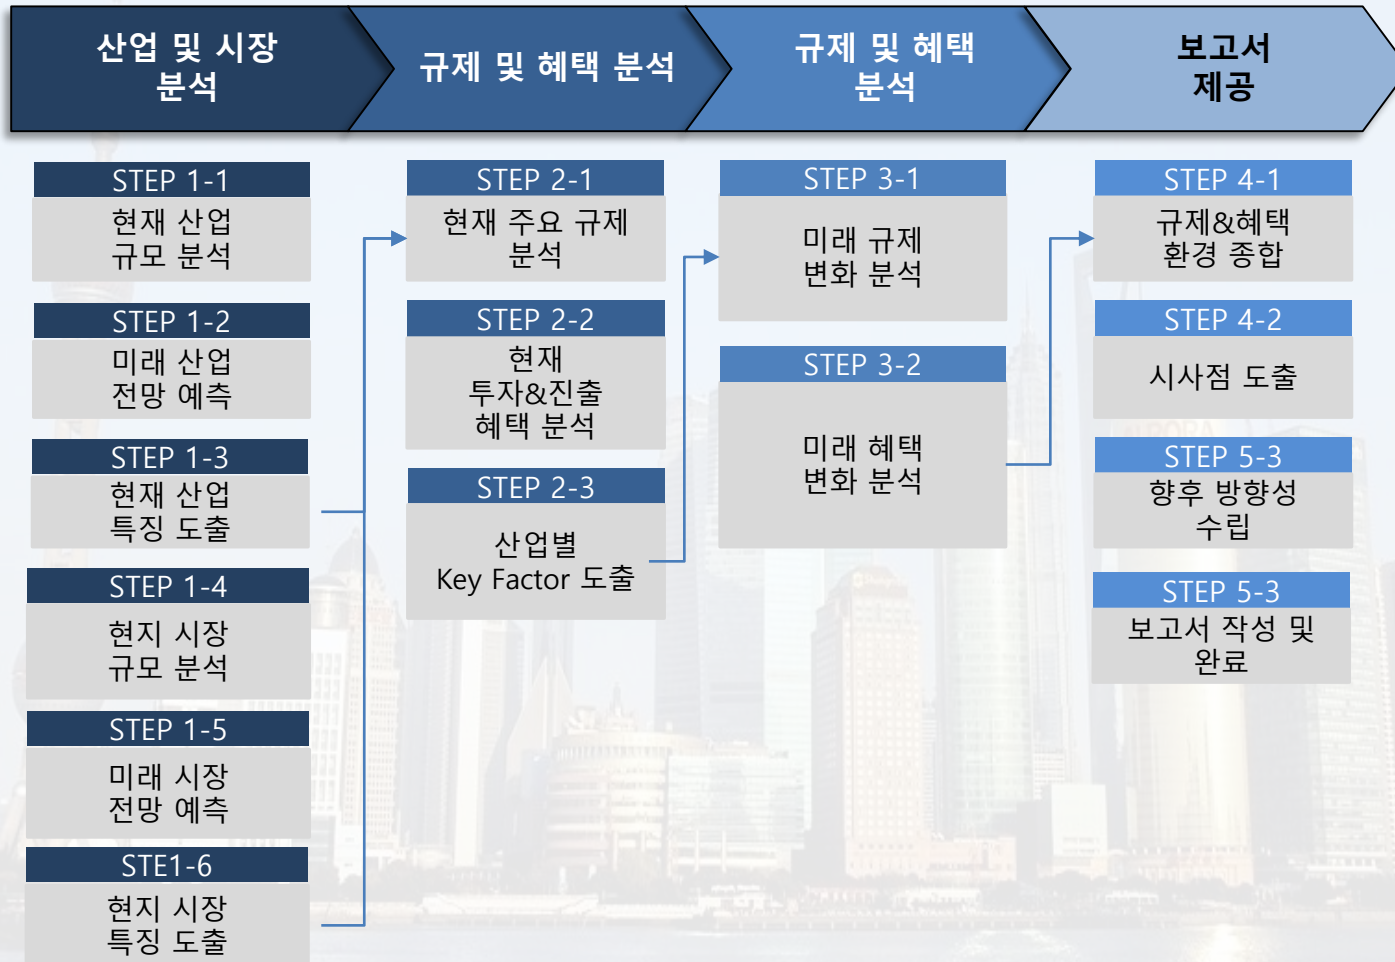 산업 및 시장
분석
규제 및 혜택 분석
규제 및 혜택
분석
보고서
제공
STEP 1-1
현재 산업
규모 분석
STEP 1-2
미래 산업
전망 예측
STEP 1-3
현재 산업
특징 도출
STEP 1-4
현지 시장
규모 분석
STEP 1-5
미래 시장
전망 예측
STE1-6
현지 시장
특징 도출
STEP 2-1
현재 주요 규제
분석
STEP 2-2
현재
투자&진출
혜택 분석
STEP 2-3
산업별
Key Factor 도출
STEP 3-1
미래 규제
변화 분석
STEP 3-2
미래 혜택
변화 분석
STEP 4-1
규제&혜택
환경 종합
STEP 4-2
시사점 도출
STEP 5-3
향후 방향성
수립
STEP 5-3
보고서 작성 및
완료